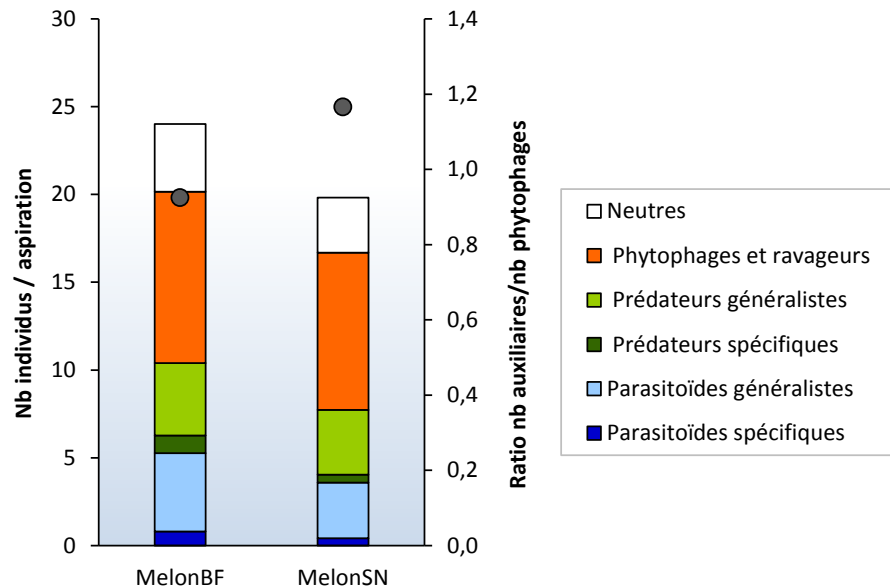 30
25
20
15
10
5
0
Nb individus / aspiration
1,4
1,2
1,0
0,8
0,6
0,4
0,2
0,0
Ratio nb auxiliaires/nb phytophages
MelonBF
MelonSN
Neutres
Phytophages et ravageurs
Prédateurs généralistes
Prédateurs spécifiques
Parasitoïdes généralistes
Parasitoïdes spécifiques